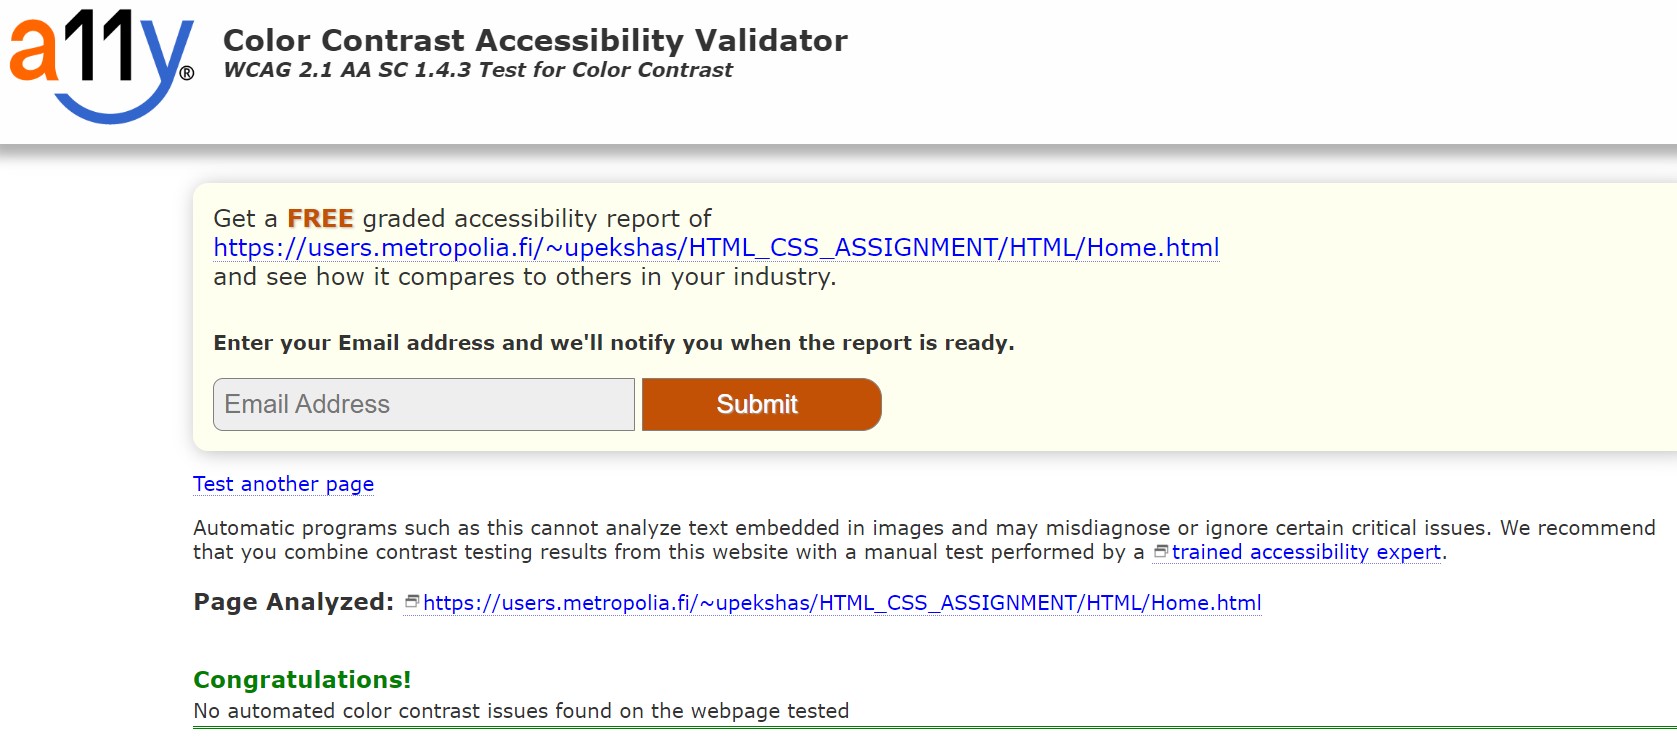 a11y®
Color Contrast Accessibility Validator
WCAG 2.1 AA SC 1.4.3 Test for Color Contrast
Get a FREE graded accessibility report of
https://users.metropolia.fi/~upekshas/HTML_CSS_ASSIGNMENT/HTML/Home.html
and see how it compares to others in your industry.
Enter your Email address and we'll notify you when the report is ready.
Email Address
Submit
Test another page
Automatic programs such as this cannot analyze text embedded in images and may misdiagnose or ignore certain critical issues. We recommend
that you combine contrast testing results from this website with a manual test performed by a trained accessibility expert.
Page Analyzed: https://users.metropolia.fi/~upekshas/HTML_CSS_ASSIGNMENT/HTML/Home.html
Congratulations!
No automated color contrast issues found on the webpage tested